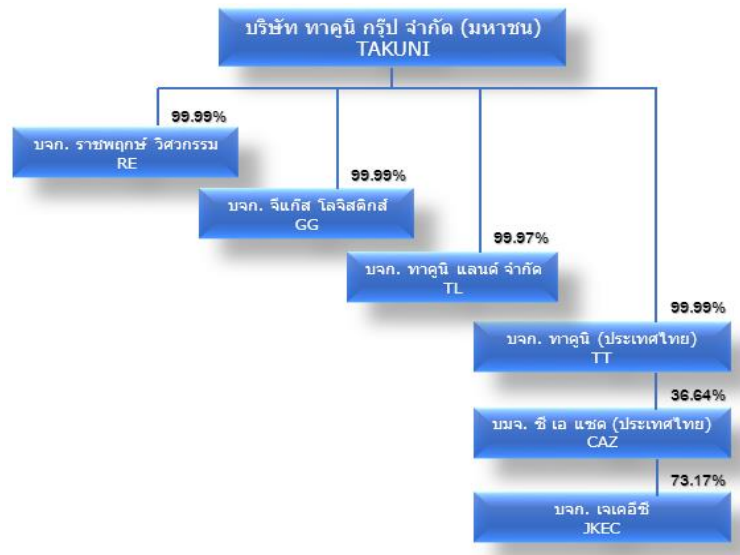 บริษัท ทาคูนิ กรุ๊ป จำกัด (มหาชน)
TAKUNI
99.99%
บจก. ราชพฤกษ์ วิศวกรรม
RE
99.99%
บจก. จีแก๊ส โลจิสติกส์
GG
99.97%
บจก. ทาคูนิ แลนด์ จำกัด
TL
99.99%
บจก. ทาคูนิ (ประเทศไทย)
TT
36.64%
บมจ. ซี เอ แซด (ประเทศไทย)
CAZ
73.17%
บจก. เจเคอีซี
JKEC